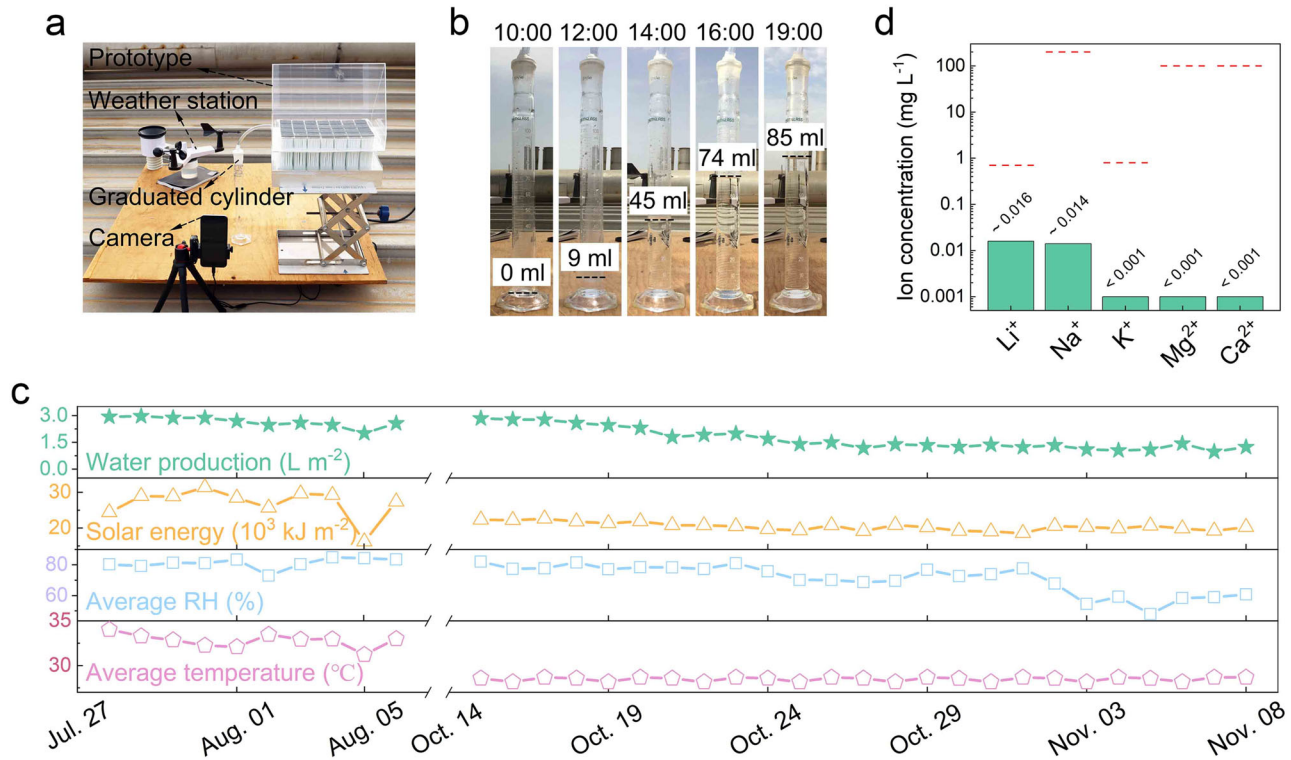 a
Prototype
Weather station
Graduated cylinder
Camera
b
10:00 12:00 14:00 16:00 19:00
0 ml
9 ml
45 ml
74 ml
85 ml
d
Ion concentration (mg L⁻¹)
100
10
1
0.1
0.01
0.001
~ 0.016
~ 0.014
< 0.001
< 0.001
< 0.001
Li⁺
Na⁺
K⁺
Mg²⁺
Ca²⁺
c
3.0
1.5
0.0
Water production (L m⁻²)
30
20
Solar energy (10³ kJ m⁻²)
80
60
Average RH (%)
35
30
Average temperature (℃)
Jul. 27
Aug. 01
Aug. 05
Oct. 14
Oct. 19
Oct. 24
Oct. 29
Nov. 03
Nov. 08